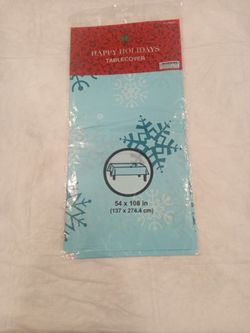 HAPPY HOLIDAYS
TABLECOVER
54 x 108 in
(137 x 274.4 cm)